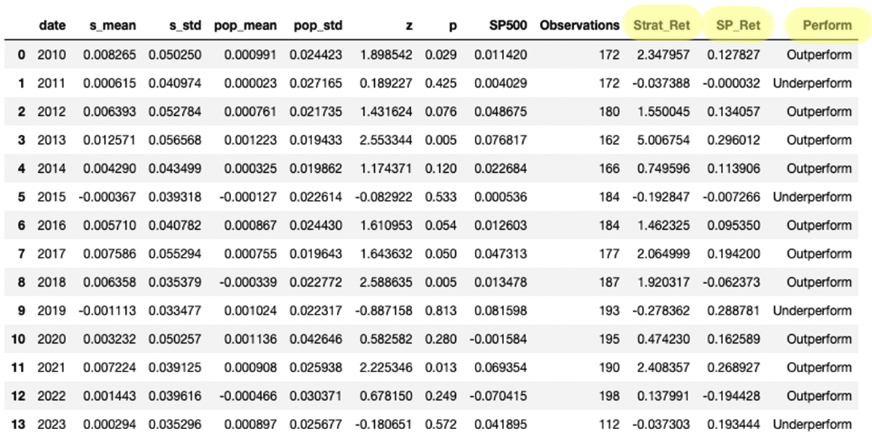 date s_mean s_std pop_mean pop_std z p SP500 Observations Strat_Ret SP_Ret Perform
0 2010 0.008265 0.050250 0.000991 0.024423 1.898542 0.029 0.011420 172 2.347957 0.127827 Outperform
1 2011 0.000615 0.040974 0.000023 0.027165 0.189227 0.425 0.004029 172 -0.037388 -0.000032 Underperform
2 2012 0.006393 0.052784 0.000761 0.021735 1.431624 0.076 0.048675 180 1.550045 0.134057 Outperform
3 2013 0.012571 0.056568 0.001223 0.019433 2.553344 0.005 0.076817 162 5.006754 0.296012 Outperform
4 2014 0.004290 0.043499 0.000325 0.019862 1.174371 0.120 0.022684 166 0.749596 0.113906 Outperform
5 2015 -0.000367 0.039318 -0.000127 0.022614 -0.082922 0.533 0.000536 184 -0.192847 -0.007266 Underperform
6 2016 0.005710 0.040782 0.000867 0.024430 1.610953 0.054 0.012603 184 1.462325 0.095350 Outperform
7 2017 0.007586 0.055294 0.000755 0.019643 1.643632 0.050 0.047313 177 2.064999 0.194200 Outperform
8 2018 0.006358 0.035379 -0.000339 0.022772 2.588635 0.005 0.013478 187 1.920317 -0.062373 Outperform
9 2019 -0.001113 0.033477 0.001024 0.022317 -0.887158 0.813 0.081598 193 -0.278362 0.288781 Underperform
10 2020 0.003232 0.050257 0.001136 0.042646 0.582582 0.280 -0.001584 195 0.474230 0.162589 Outperform
11 2021 0.007224 0.039125 0.000908 0.025938 2.225346 0.013 0.069354 190 2.408357 0.268927 Outperform
12 2022 0.001443 0.039616 -0.000466 0.030371 0.678150 0.249 -0.070415 198 0.137991 -0.194428 Outperform
13 2023 0.000294 0.035296 0.000897 0.025677 -0.180651 0.572 0.041895 112 -0.037303 0.193444 Underperform